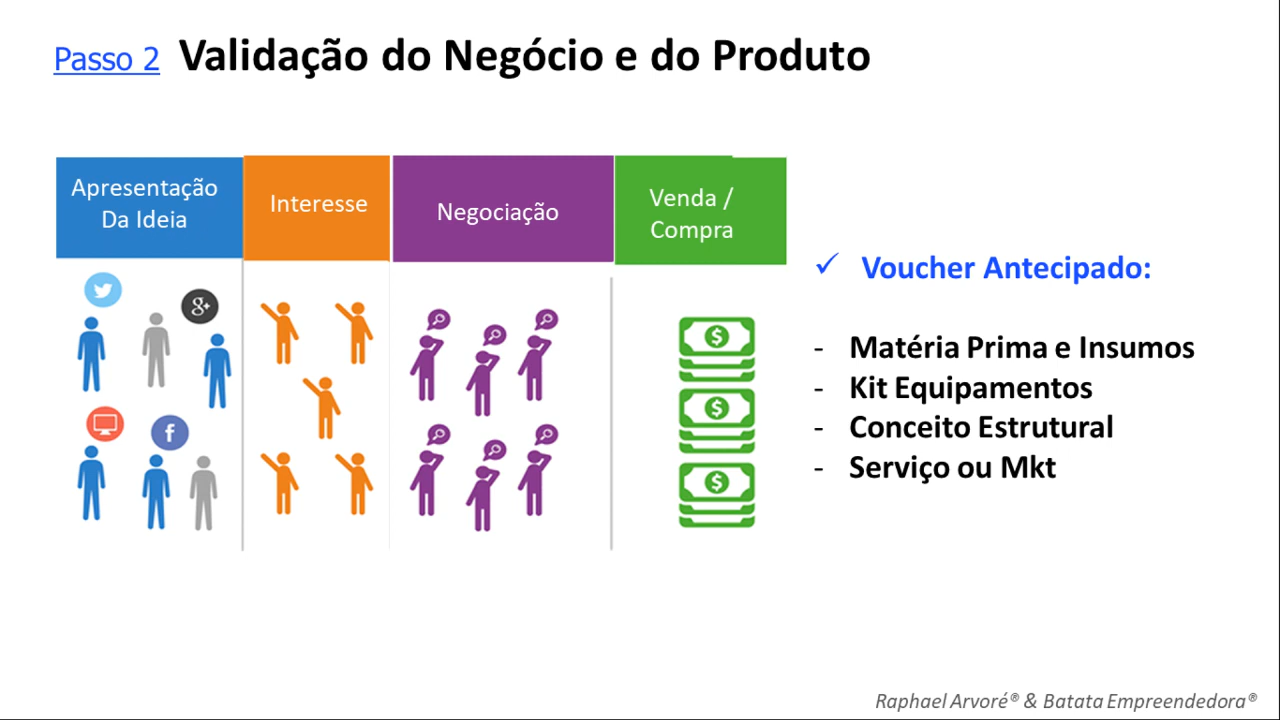 Passo 2 Validação do Negócio e do Produto
Apresentação
Da Ideia
Interesse
Negociação
Venda /
Compra
g+
f
$
$
$
✓ Voucher Antecipado:
- Matéria Prima e Insumos
- Kit Equipamentos
- Conceito Estrutural
- Serviço ou Mkt
Raphael Arvoré® & Batata Empreendedora®